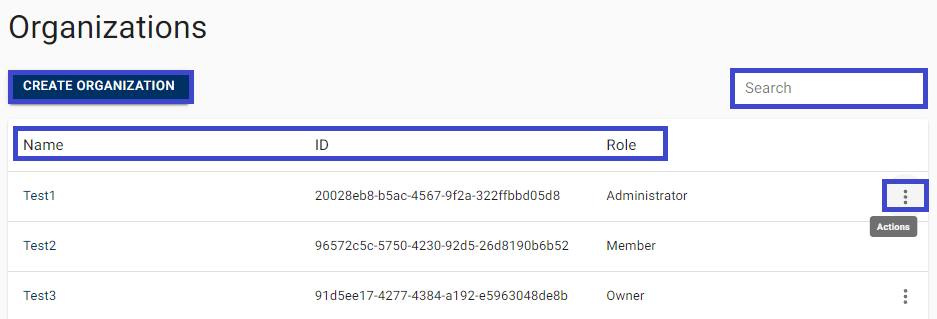 Organizations
CREATE ORGANIZATION Search
Name ID Role
Test1 20028eb8-b5ac-4567-9f2a-322ffbbd05d8 Administrator
Actions
Test2 96572c5c-5750-4230-92d5-26d8190b6b52 Member
Test3 91d5ee17-4277-4384-a192-e5963048de8b Owner